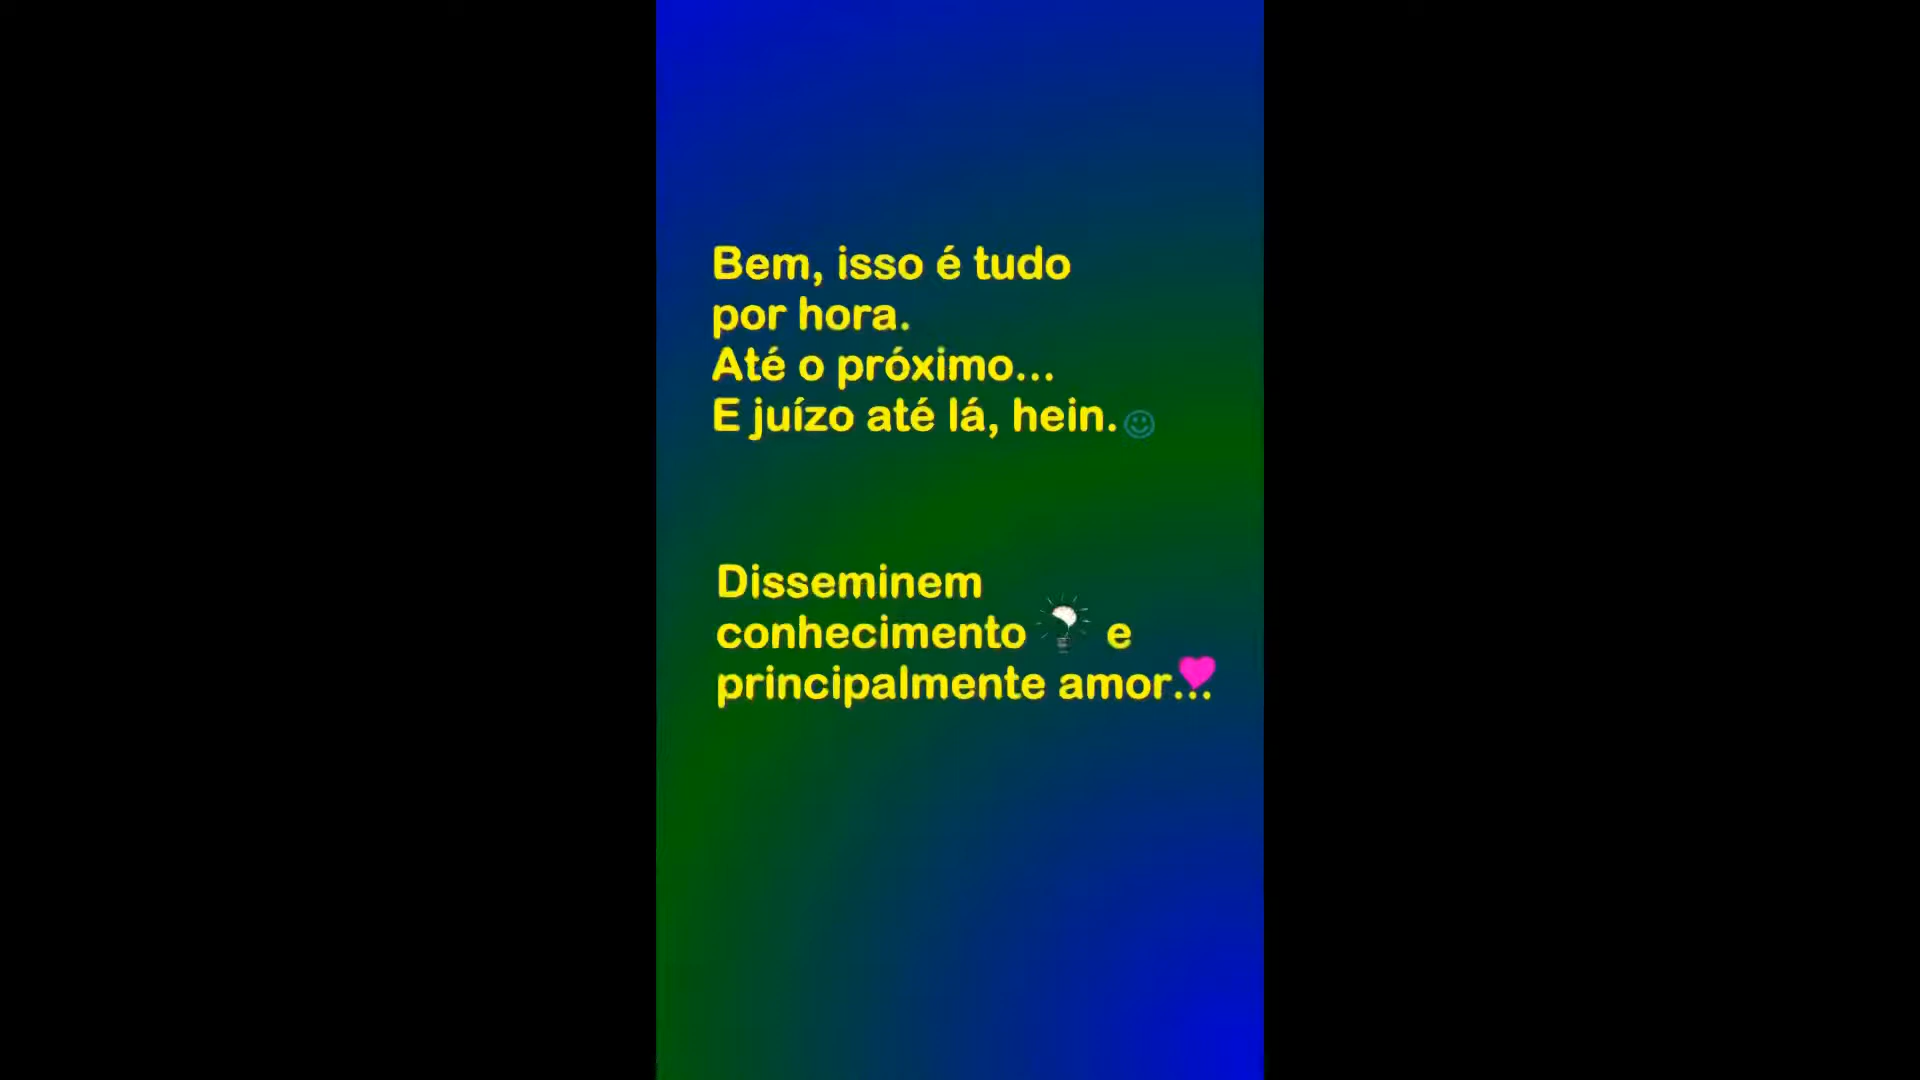 Bem, isso é tudo
por hora.
Até o próximo...
E juízo até lá, hein.
Disseminem
conhecimento e
principalmente amor...